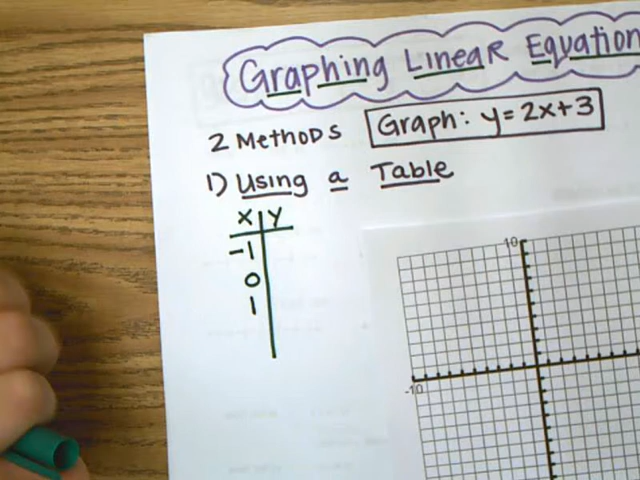 Graphing Linear Equation
2 Methods
Graph: y=2x+3
1) Using a Table
X Y
-1
0
1
10
-10